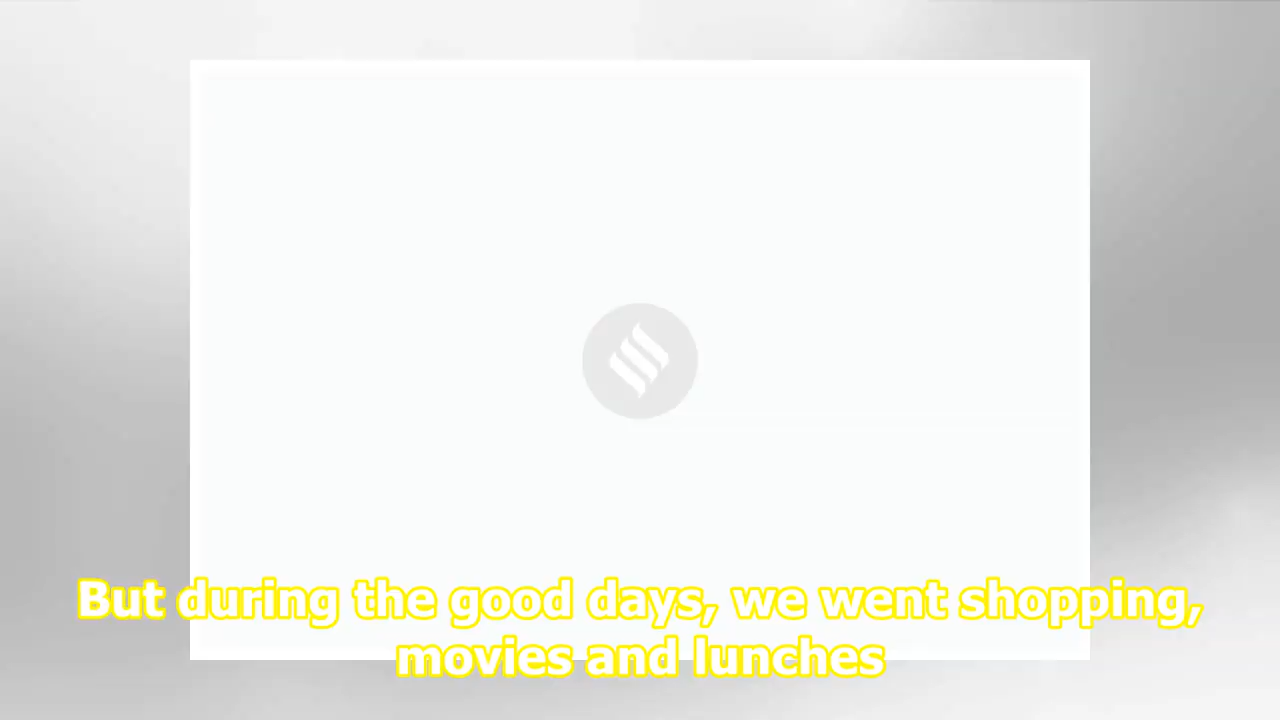 But during the good days, we went shopping,
movies and lunches